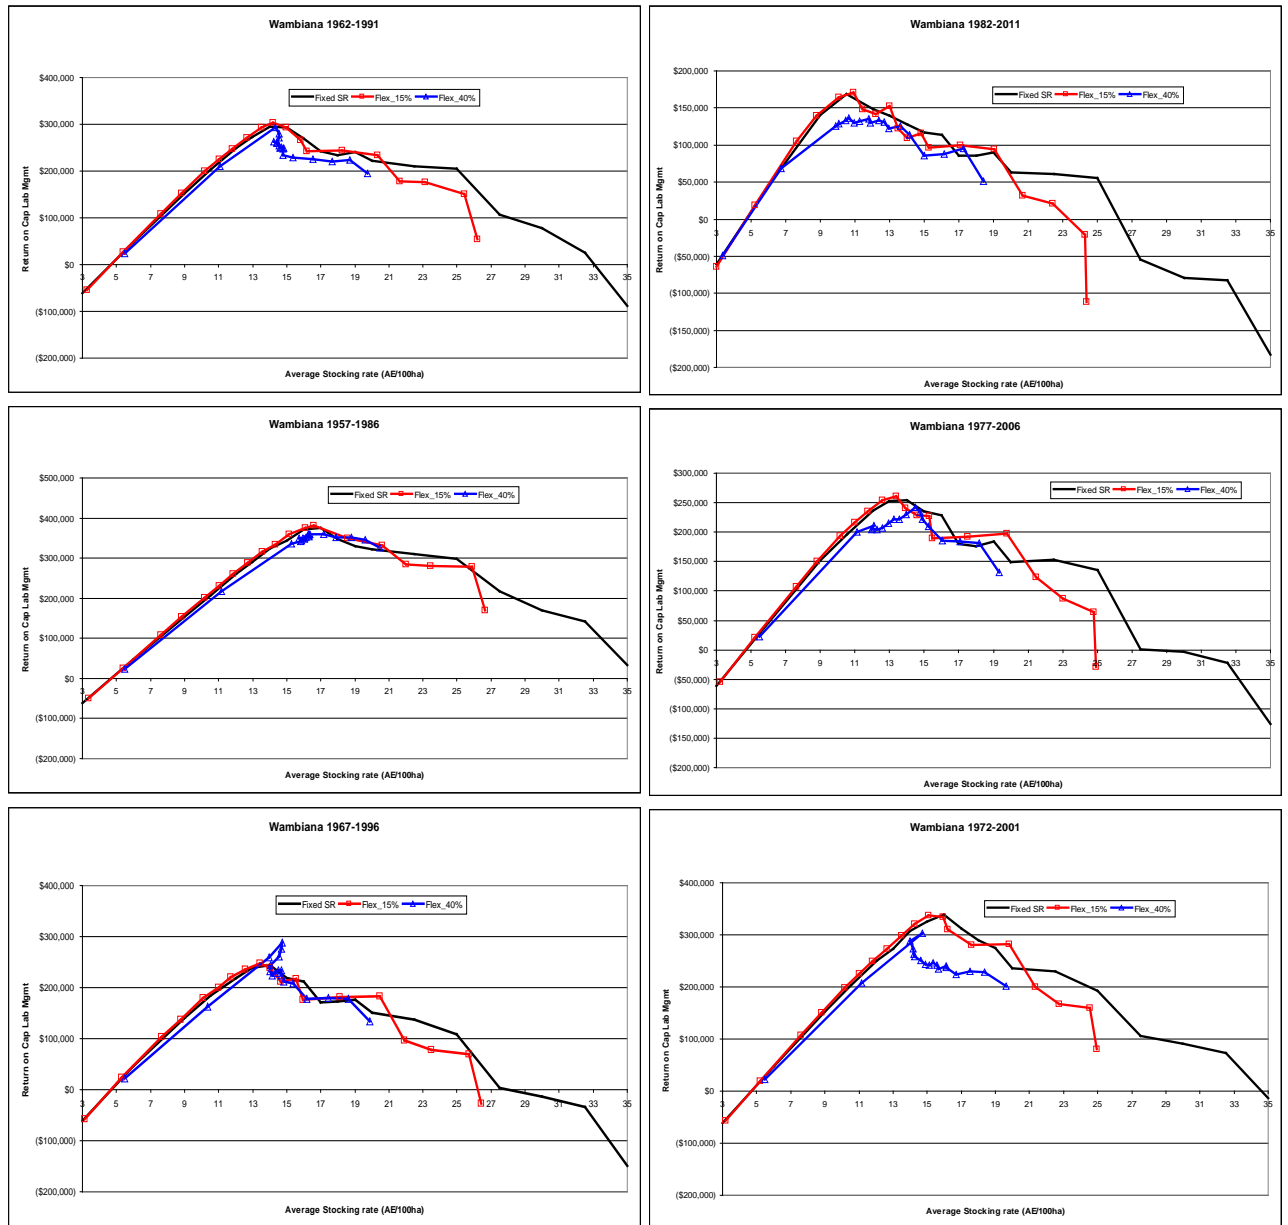 Wambiana 1962-1991
$400,000
$300,000
$200,000
$100,000
$0
($100,000)
($200,000)
3 5 7 9 11 13 15 17 19 21 23 25 27 29 31 33 35
Return on Cap Lab Mgmt
Average Stocking rate (AE/100ha)
Fixed SR Flex_15% Flex_40%
Wambiana 1982-2011
$200,000
$150,000
$100,000
$50,000
$0
($50,000)
($100,000)
($150,000)
($200,000)
3 5 7 9 11 13 15 17 19 21 23 25 27 29 31 33 35
Return on Cap Lab Mgmt
Average Stocking rate (AE/100ha)
Fixed SR Flex_15% Flex_40%
Wambiana 1957-1986
$500,000
$400,000
$300,000
$200,000
$100,000
$0
($100,000)
($200,000)
3 5 7 9 11 13 15 17 19 21 23 25 27 29 31 33 35
Return on Cap Lab Mgmt
Average Stocking rate (AE/100ha)
Fixed SR Flex_15% Flex_40%
Wambiana 1977-2006
$300,000
$250,000
$200,000
$150,000
$100,000
$50,000
$0
($50,000)
($100,000)
($150,000)
($200,000)
3 5 7 9 11 13 15 17 19 21 23 25 27 29 31 33 35
Return on Cap Lab Mgmt
Average Stocking rate (AE/100ha)
Fixed SR Flex_15% Flex_40%
Wambiana 1967-1996
$400,000
$300,000
$200,000
$100,000
$0
($100,000)
($200,000)
3 5 7 9 11 13 15 17 19 21 23 25 27 29 31 33 35
Return on Cap Lab Mgmt
Average Stocking rate (AE/100ha)
Fixed SR Flex_15% Flex_40%
Wambiana 1972-2001
$400,000
$300,000
$200,000
$100,000
$0
($100,000)
($200,000)
3 5 7 9 11 13 15 17 19 21 23 25 27 29 31 33 35
Return on Cap Lab Mgmt
Average Stocking rate (AE/100ha)
Fixed SR Flex_15% Flex_40%